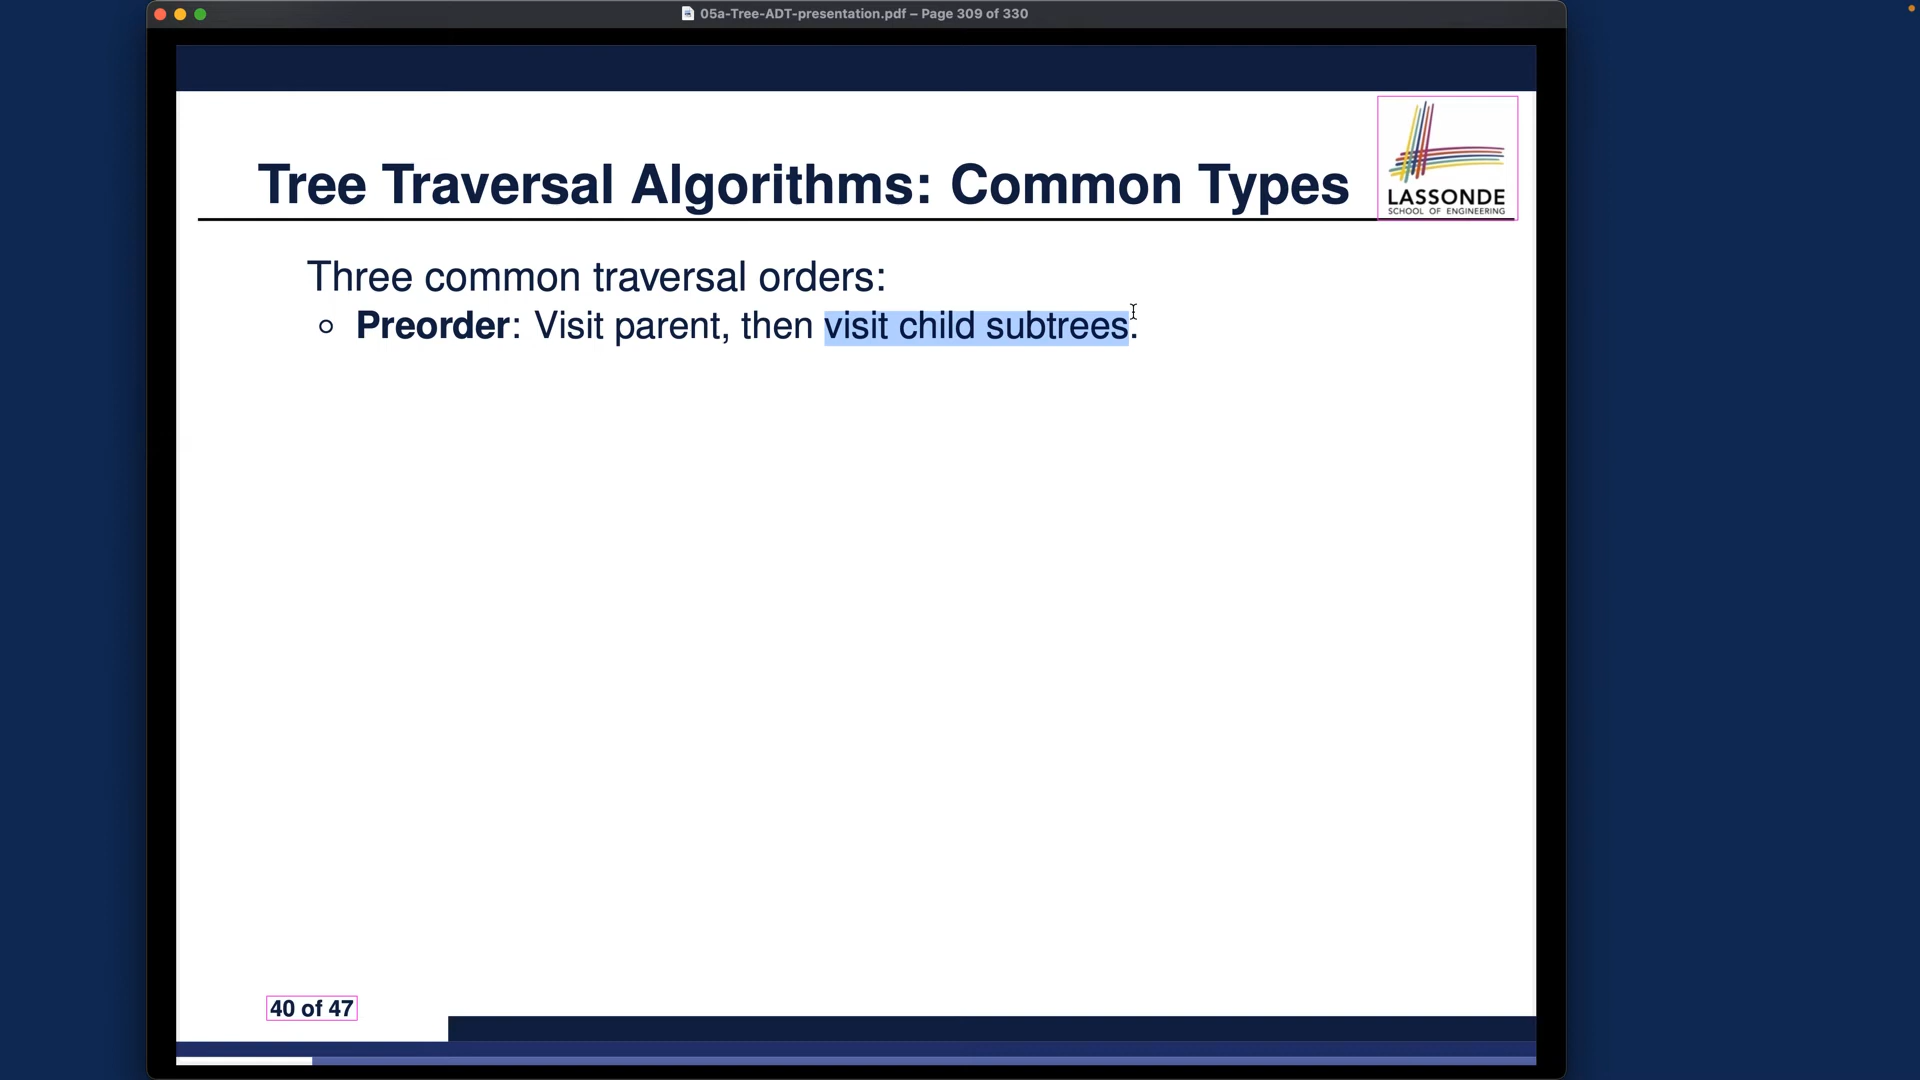 05a-Tree-ADT-presentation.pdf – Page 309 of 330
Tree Traversal Algorithms: Common Types
LASSONDE
SCHOOL OF ENGINEERING
Three common traversal orders:
○ Preorder: Visit parent, then visit child subtrees.
40 of 47